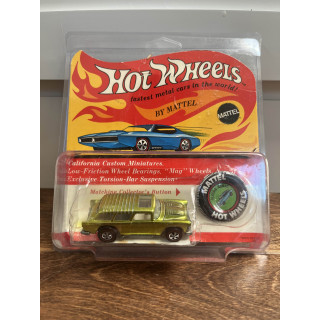 HOT WHEELS
fastest metal cars in the world!
BY MATTEL
MATTEL
California Custom Miniatures.
Low-Friction Wheel Bearings, "Mag" Wheels
Exclusive Torsion-Bar Suspension
Matching Collector's Button
MATTEL
HOT WHEELS